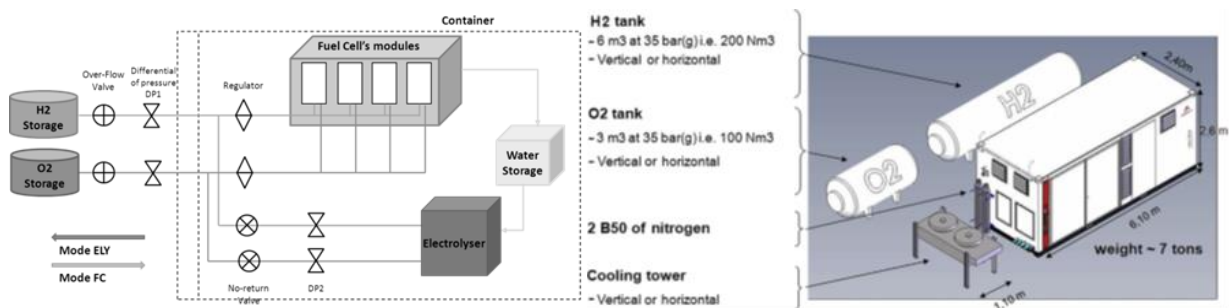 Container
Fuel Cell's modules
Over-Flow
Valve
Differential
of pressure
DP1
Regulator
H2
Storage
O2
Storage
Water
Storage
Electrolyser
Mode ELY
Mode FC
No-return
Valve
DP2
H2 tank
- 6 m3 at 35 bar(g) i.e. 200 Nm3
- Vertical or horizontal
O2 tank
- 3 m3 at 35 bar(g) i.e. 100 Nm3
- Vertical or horizontal
2 B50 of nitrogen
Cooling tower
- Vertical or horizontal
H2
O2
2.40m
2.6 m
6.10 m
weight ~ 7 tons
1.10m